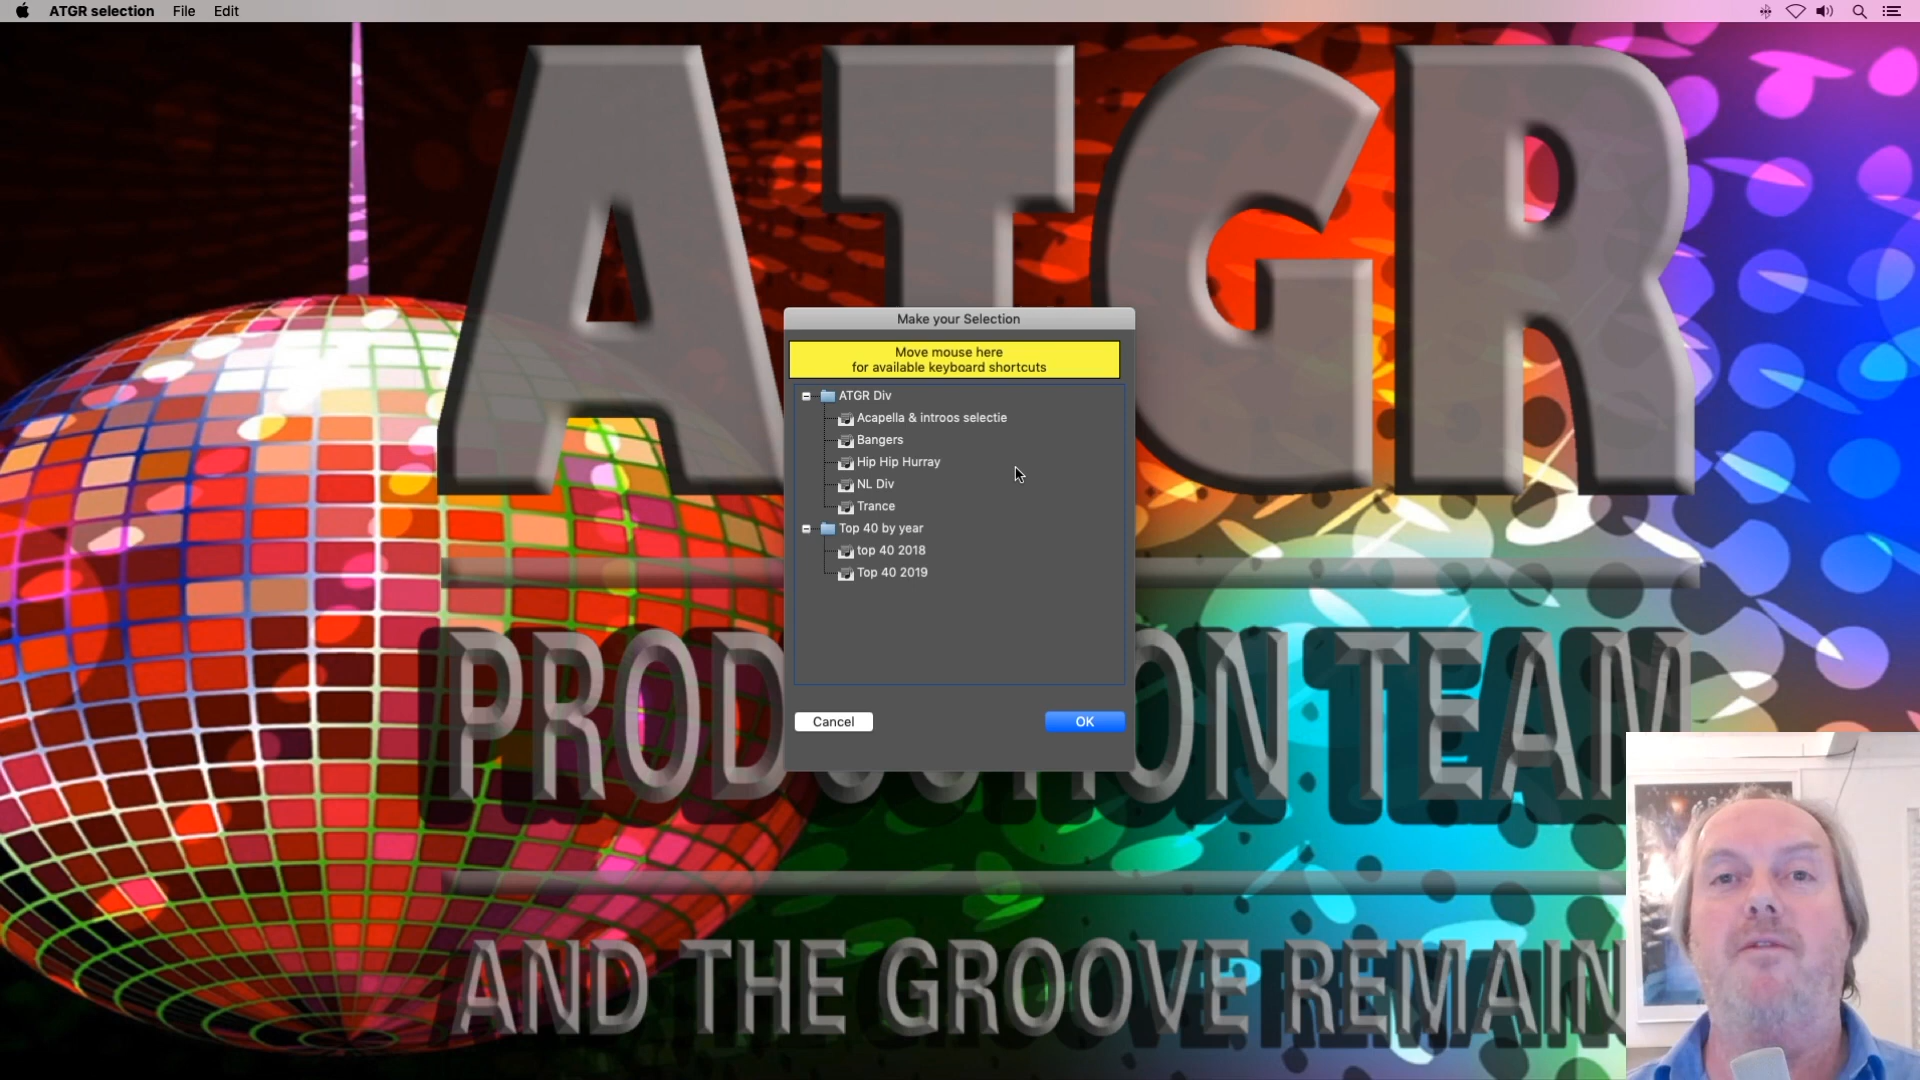 ATGR selection File Edit
ATGR
Make your Selection
Move mouse here
for available keyboard shortcuts
ATGR Div
Acapella & introos selectie
Bangers
Hip Hip Hurray
NL Div
Trance
Top 40 by year
top 40 2018
Top 40 2019
Cancel OK
PRODUCTION TEAM
AND THE GROOVE REMAIN